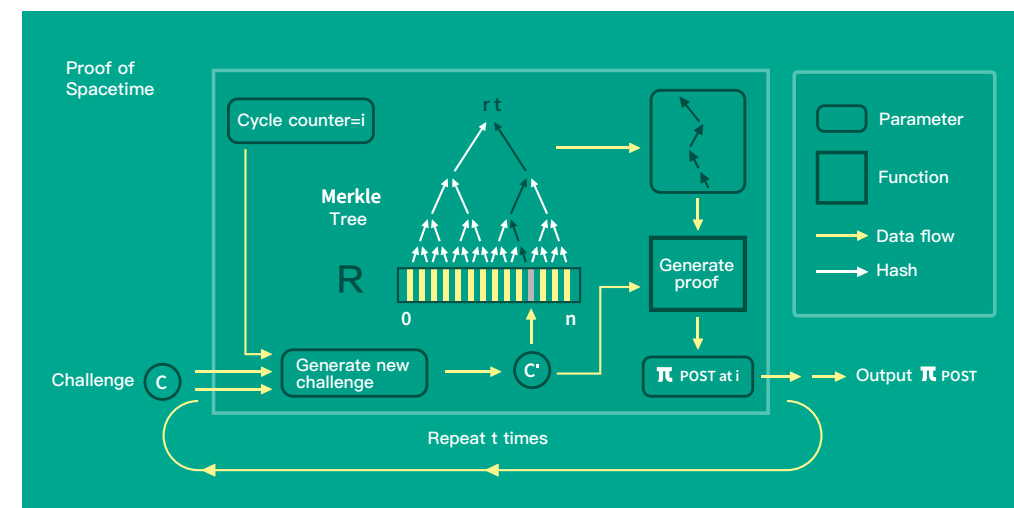 Proof of
Spacetime
Cycle counter=i
rt
Merkle
Tree
R
0
n
Generate
proof
Challenge
C
Generate new
challenge
C'
π POST at i
Output π POST
Repeat t times
Parameter
Function
Data flow
Hash